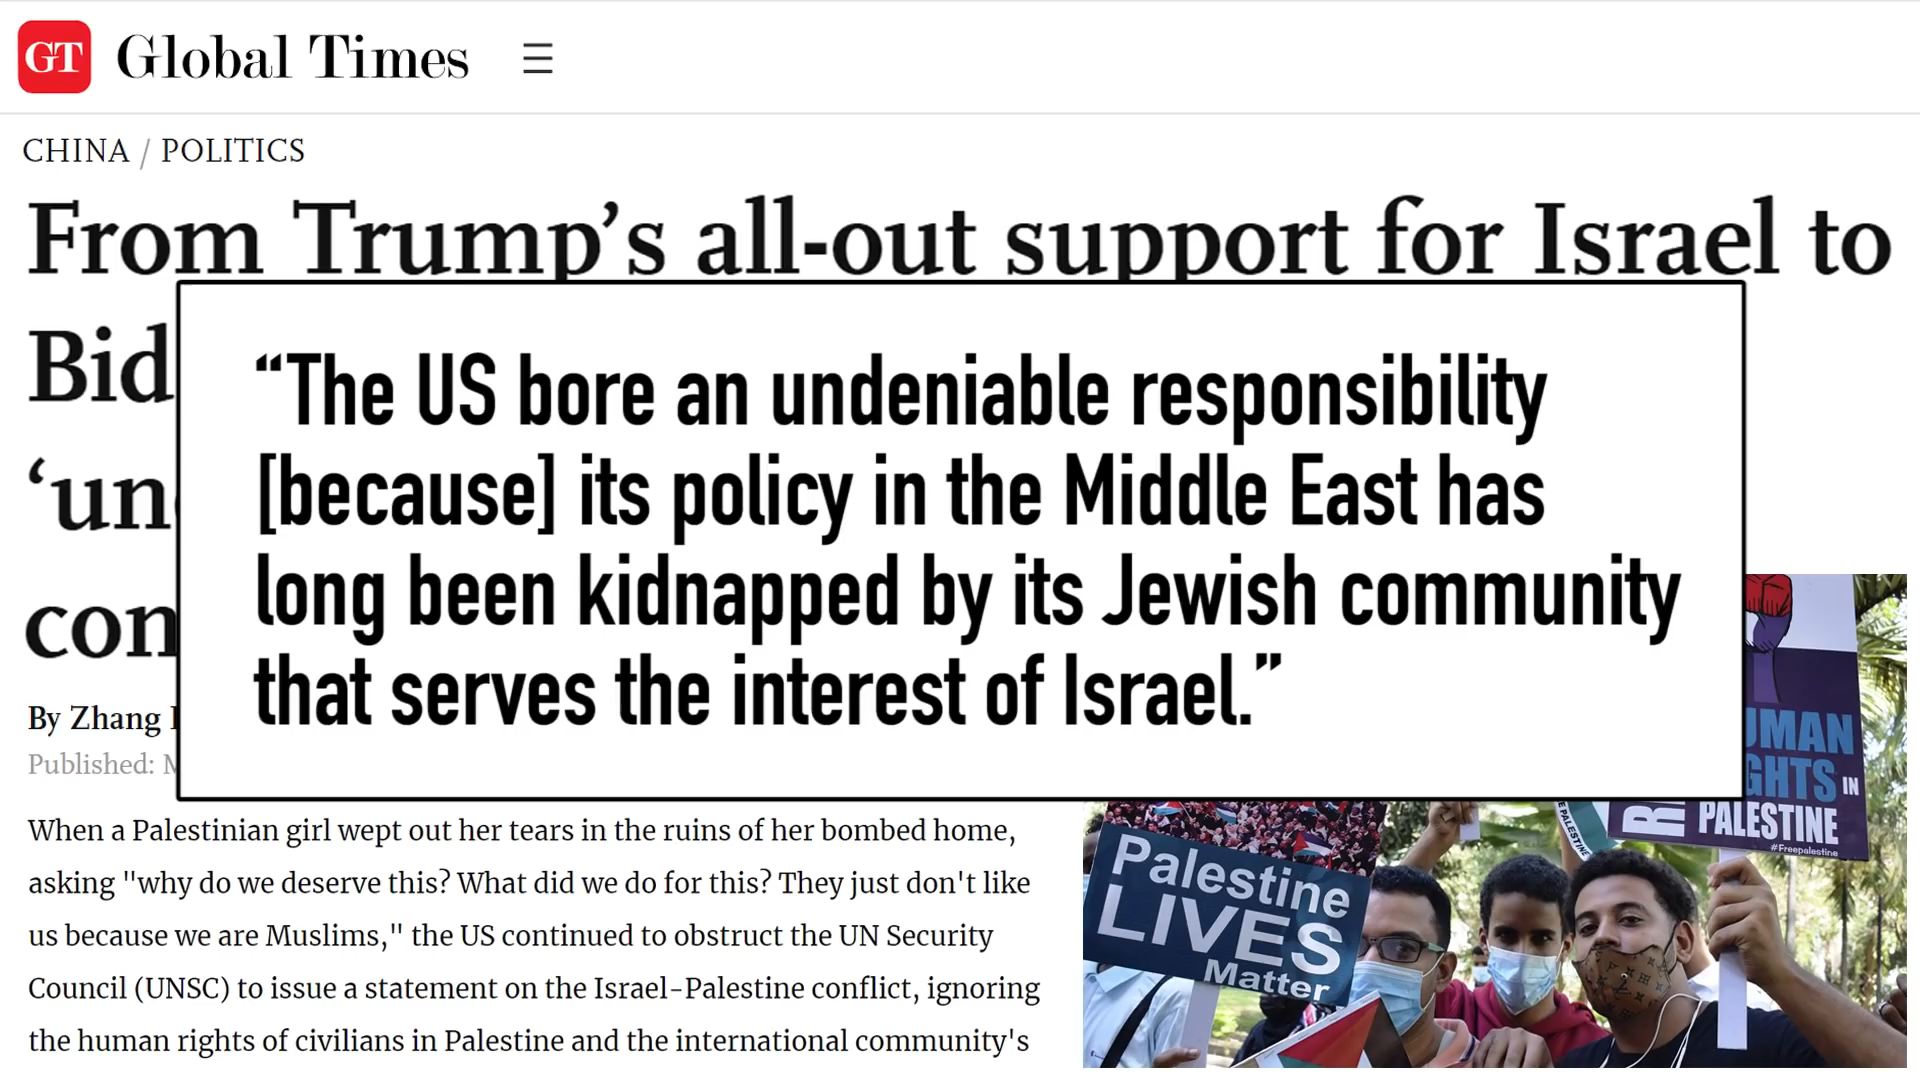 GT Global Times
CHINA / POLITICS
From Trump’s all-out support for Israel to
Bid
‘un
con
“The US bore an undeniable responsibility
[because] its policy in the Middle East has
long been kidnapped by its Jewish community
that serves the interest of Israel.”
By Zhang
Published:
When a Palestinian girl wept out her tears in the ruins of her bombed home,
asking "why do we deserve this? What did we do for this? They just don't like
us because we are Muslims," the US continued to obstruct the UN Security
Council (UNSC) to issue a statement on the Israel-Palestine conflict, ignoring
the human rights of civilians in Palestine and the international community's
UMAN
GHTS IN
PALESTINE
#Freepalestine
PALESTINE
Palestine
LIVES
Matter